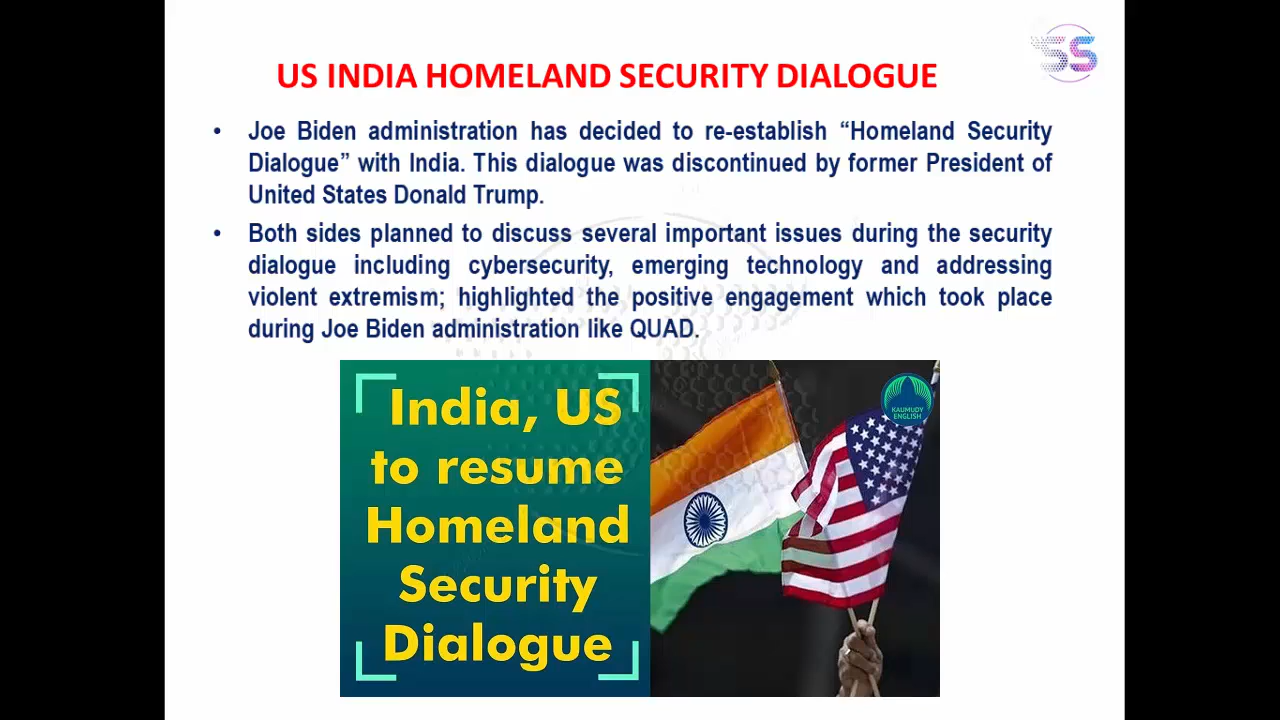 SS
US INDIA HOMELAND SECURITY DIALOGUE
• Joe Biden administration has decided to re-establish “Homeland Security
Dialogue” with India. This dialogue was discontinued by former President of
United States Donald Trump.
• Both sides planned to discuss several important issues during the security
dialogue including cybersecurity, emerging technology and addressing
violent extremism; highlighted the positive engagement which took place
during Joe Biden administration like QUAD.
India, US
to resume
Homeland
Security
Dialogue
KAUMUDY
ENGLISH